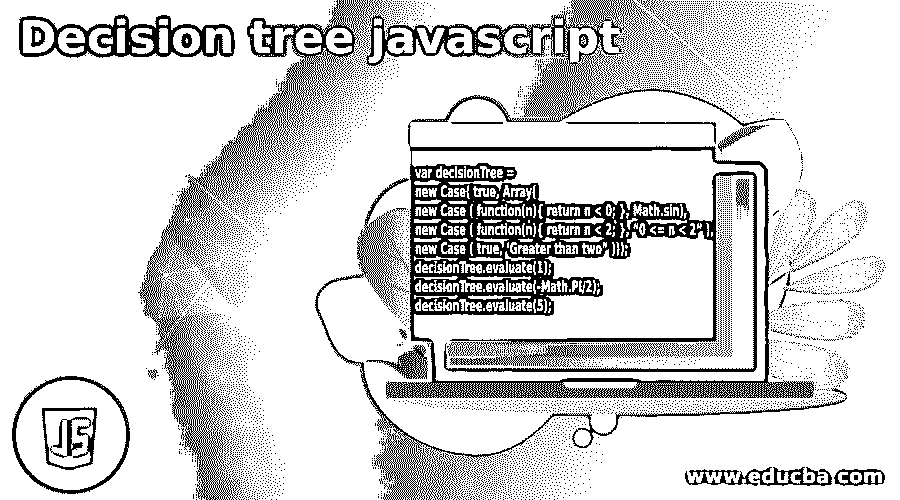 Decision tree javascript
var decisionTree =
new Case( true, Array(
new Case ( function(n){ return n < 0; }, Math.sin),
new Case ( function(n){ return n < 2; }, "0 <= n < 2" ),
new Case ( true, "Greater than two" )));
decisionTree.evaluate(1);
decisionTree.evaluate(-Math.PI/2);
decisionTree.evaluate(5);
JS
www.educba.com